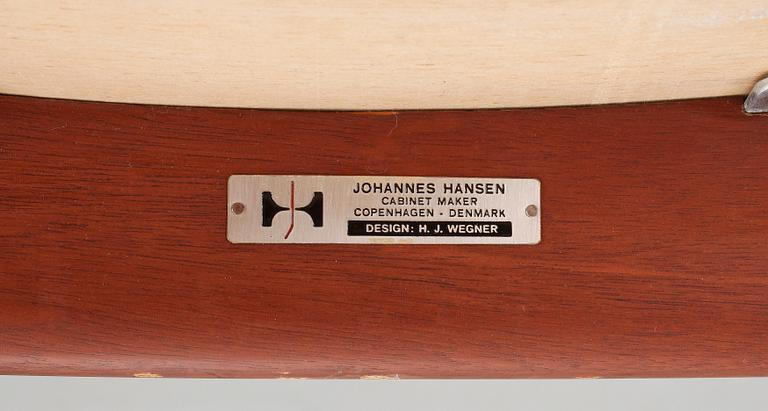 JOHANNES HANSEN
CABINET MAKER
COPENHAGEN - DENMARK
DESIGN: H. J. WEGNER